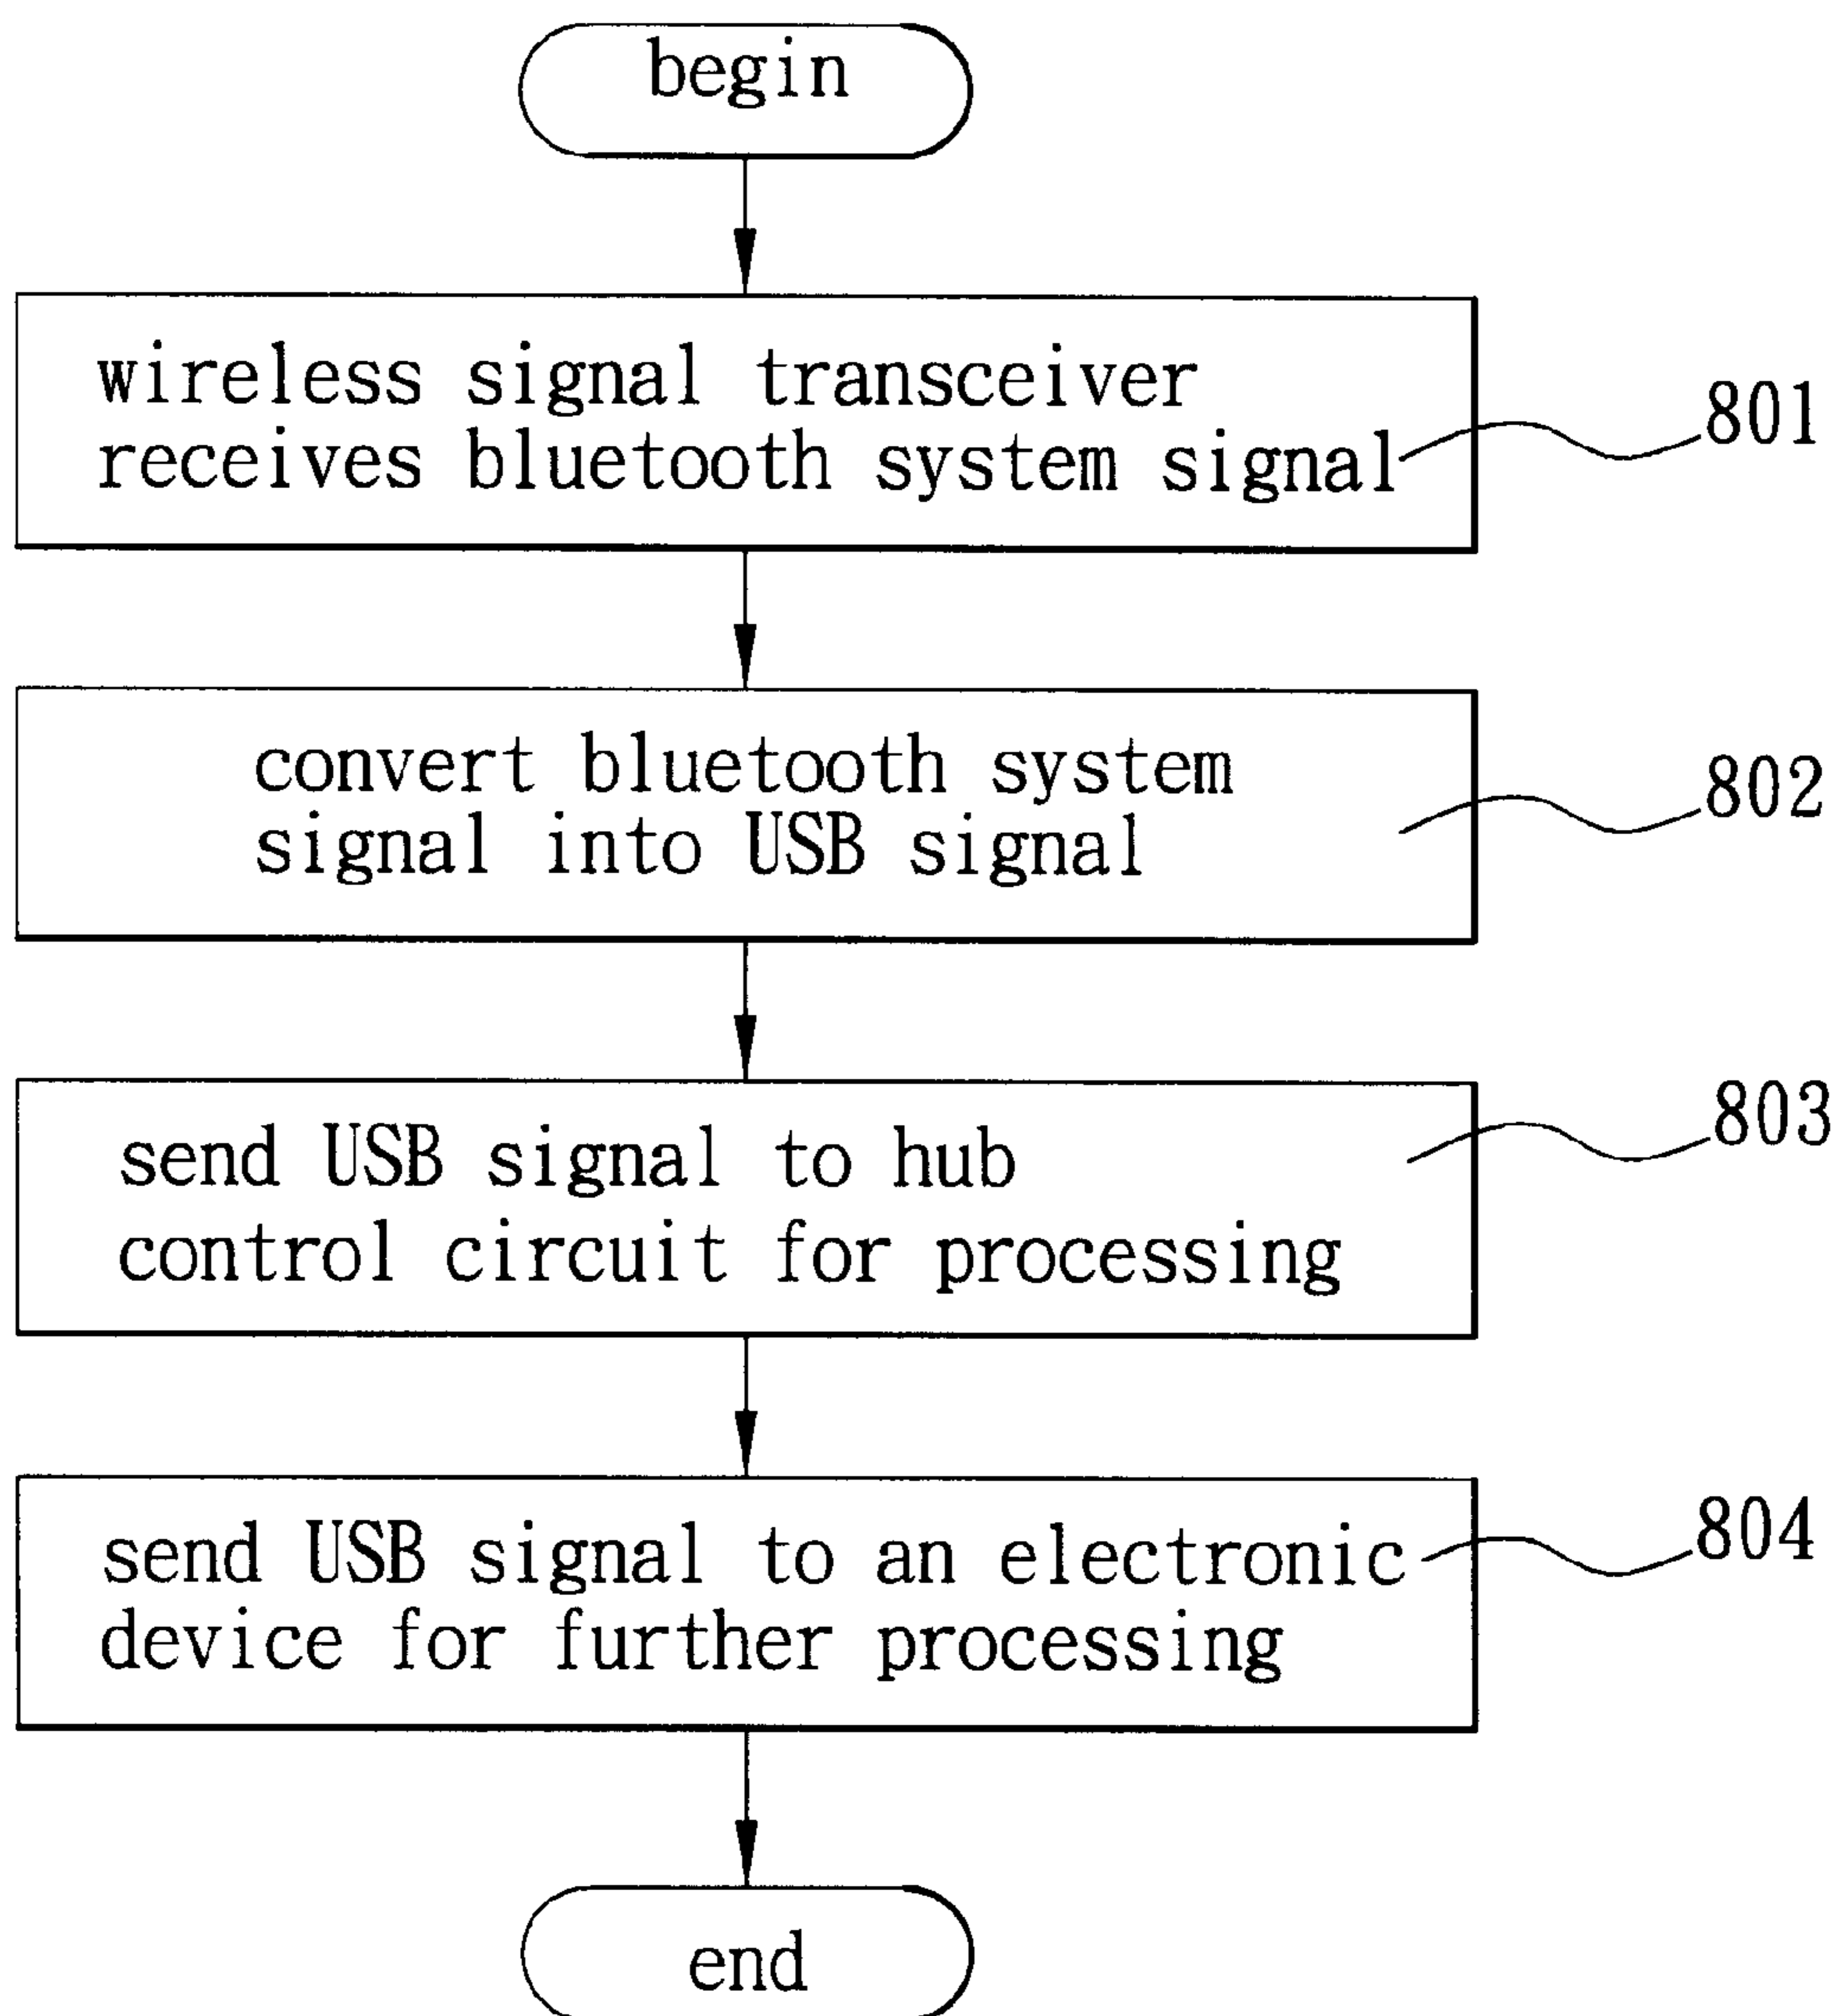 begin
wireless signal transceiver
receives bluetooth system signal
801
convert bluetooth system
signal into USB signal
802
send USB signal to hub
control circuit for processing
803
send USB signal to an electronic
device for further processing
804
end